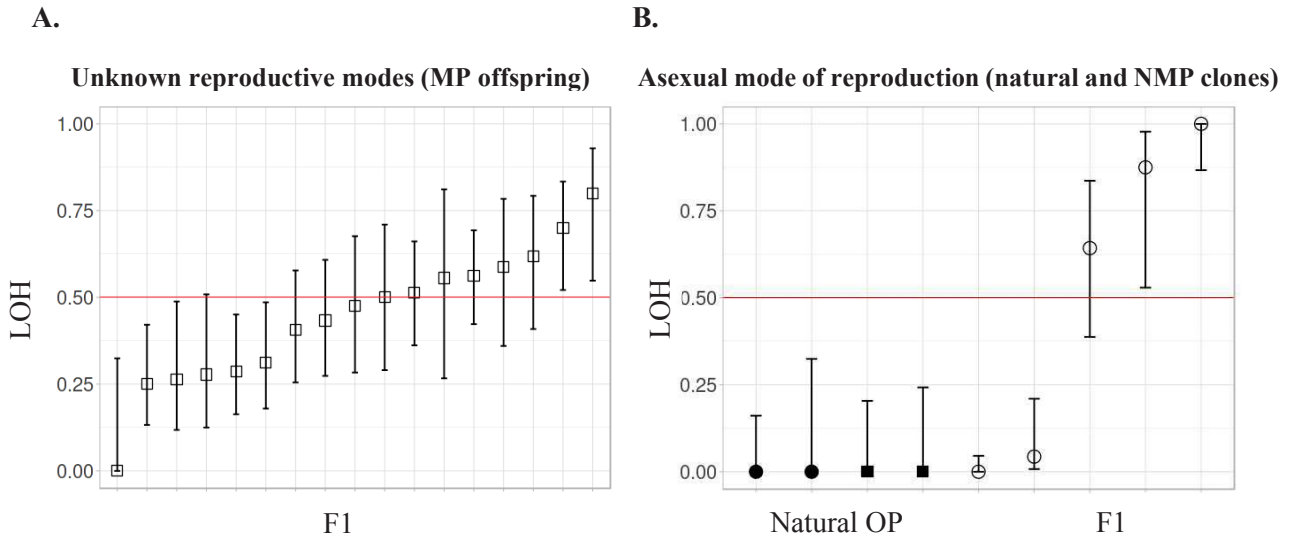 A.
Unknown reproductive modes (MP offspring)
1.00
0.75
0.50
0.25
0.00
LOH
F1
B.
Asexual mode of reproduction (natural and NMP clones)
1.00
0.75
0.50
0.25
0.00
LOH
Natural OP
F1